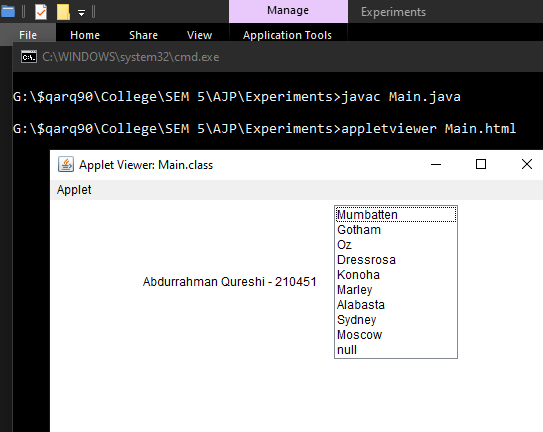 Manage
Experiments
File
Home
Share
View
Application Tools
C:\WINDOWS\system32\cmd.exe
G:\$qarq90\College\SEM 5\AJP\Experiments>javac Main.java
G:\$qarq90\College\SEM 5\AJP\Experiments>appletviewer Main.html
Applet Viewer: Main.class
Applet
Abdurrahman Qureshi - 210451
Mumbatten
Gotham
Oz
Dressrosa
Konoha
Marley
Alabasta
Sydney
Moscow
null